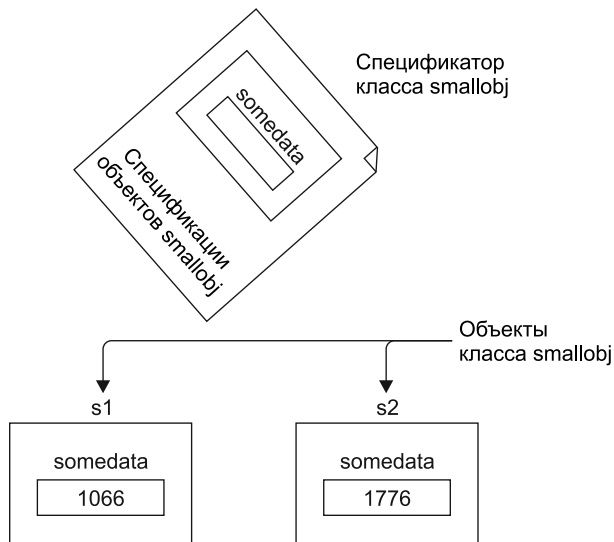 Спецификатор
класса smallobj
somedata
Спецификации
объектов smallobj
Объекты
класса smallobj
s1
s2
somedata
somedata
1066
1776